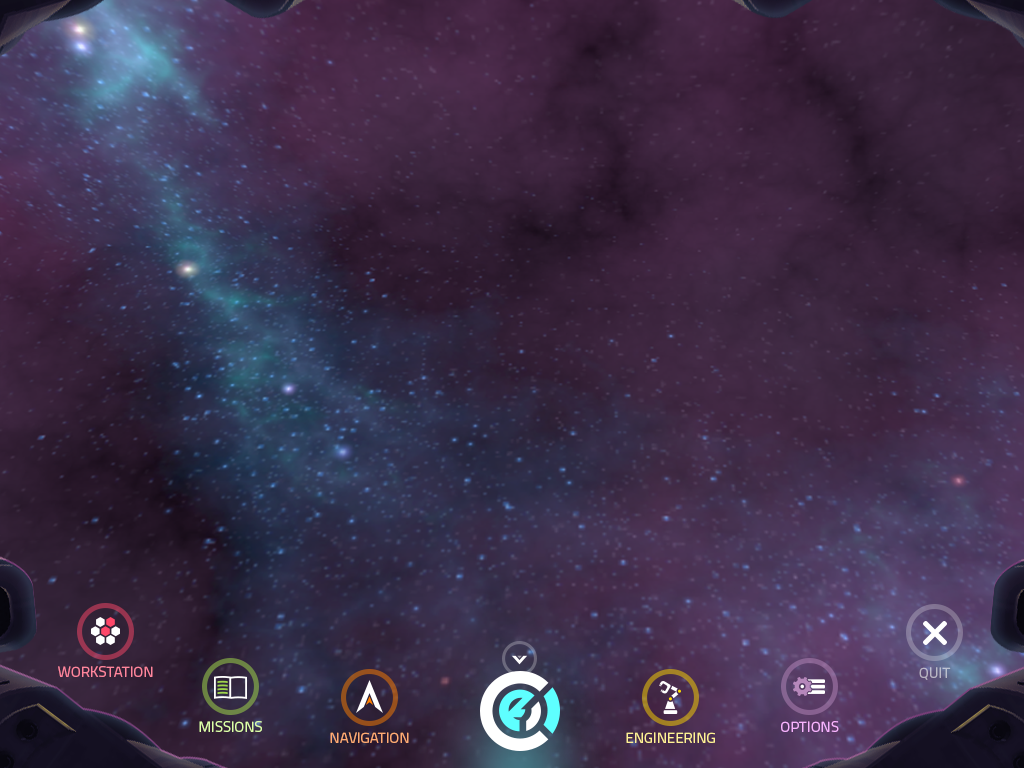 WORKSTATION
MISSIONS
NAVIGATION
ENGINEERING
OPTIONS
QUIT